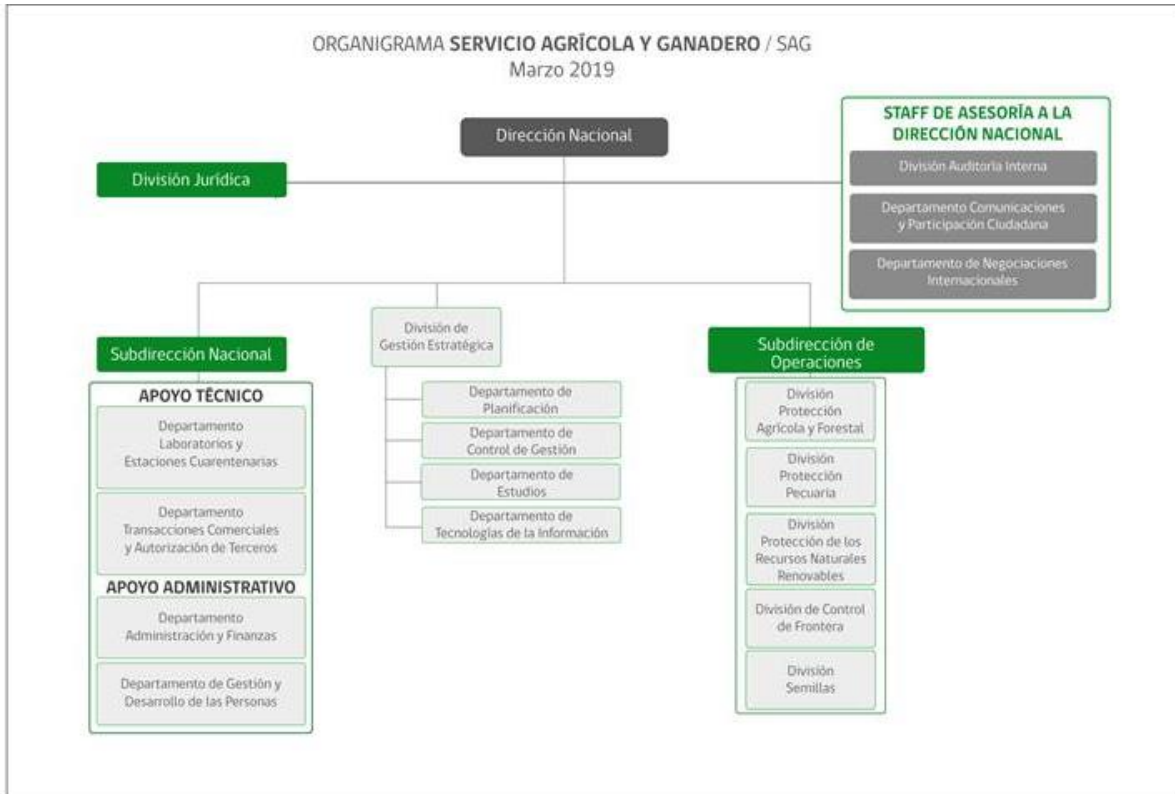 ORGANIGRAMA SERVICIO AGRÍCOLA Y GANADERO / SAG
Marzo 2019
Dirección Nacional
STAFF DE ASESORÍA A LA
DIRECCIÓN NACIONAL
División Auditoría Interna
Departamento Comunicaciones
y Participación Ciudadana
Departamento de Negociaciones
Internacionales
División Jurídica
Subdirección Nacional
APOYO TÉCNICO
Departamento
Laboratorios y
Estaciones Cuarentenarias
Departamento
Transacciones Comerciales
y Autorización de Terceros
APOYO ADMINISTRATIVO
Departamento
Administración y Finanzas
Departamento de Gestión y
Desarrollo de las Personas
División de
Gestión Estratégica
Departamento de
Planificación
Departamento de
Control de Gestión
Departamento de
Estudios
Departamento de
Tecnologías de la Información
Subdirección de
Operaciones
División
Protección
Agrícola y Forestal
División
Protección
Pecuaria
División
Protección de los
Recursos Naturales
Renovables
División de Control
de Frontera
División
Semillas